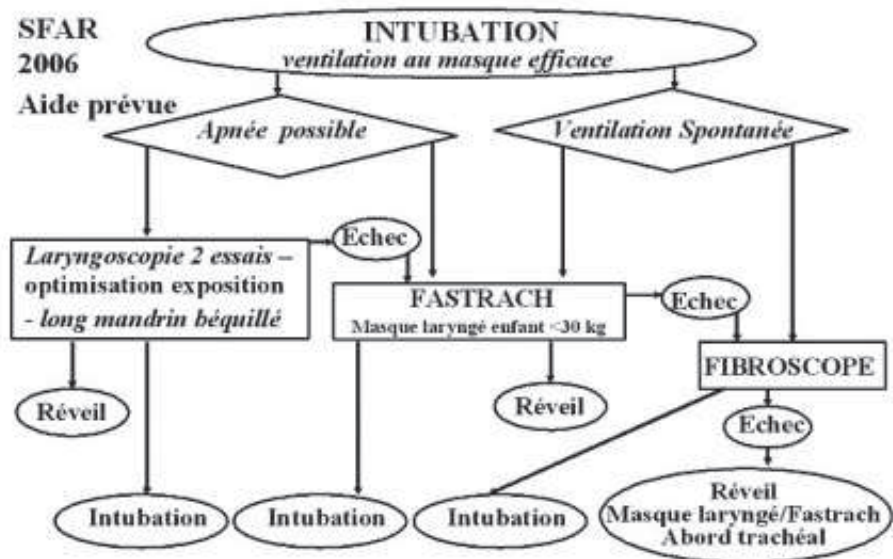 SFAR
2006
Aide prévue
INTUBATION
ventilation au masque efficace
Apnée possible
Ventilation Spontanée
Laryngoscopie 2 essais –
optimisation exposition
- long mandrin béquillé
Echec
FASTRACH
Masque laryngé enfant <30 kg
Echec
FIBROSCOPE
Réveil
Réveil
Echec
Intubation
Intubation
Intubation
Réveil
Masque laryngé/Fastrach
Abord trachéal